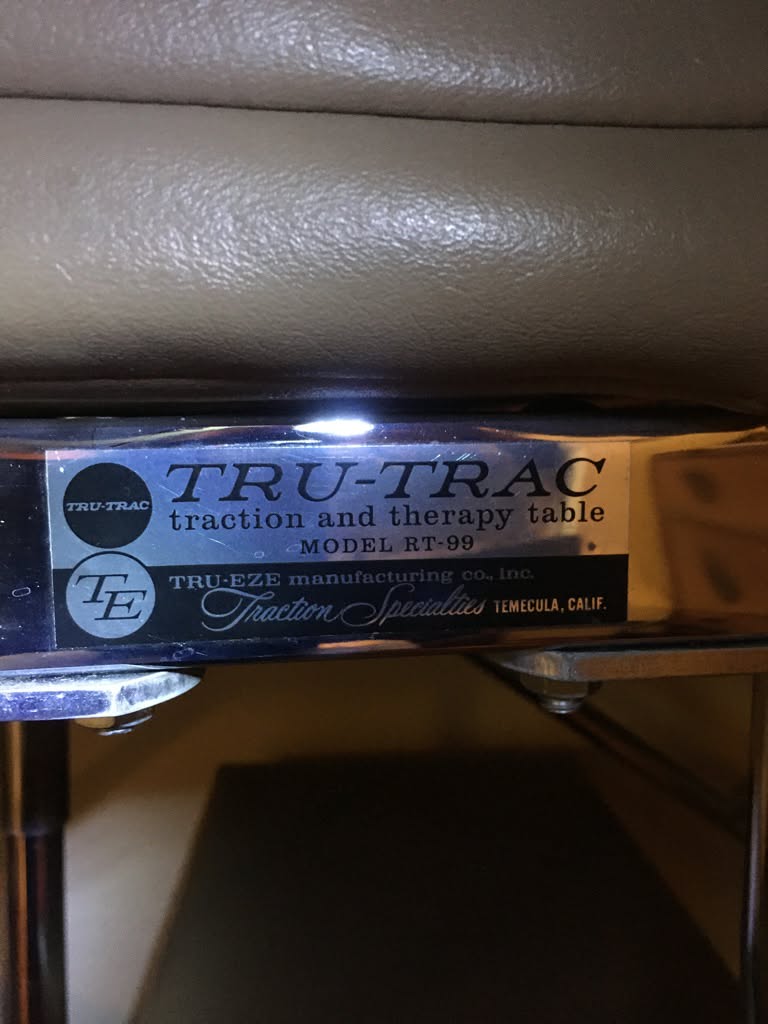 TRU-TRAC
TRU-TRAC
traction and therapy table
MODEL RT-99
TE
TRU-EZE manufacturing co., inc.
Traction Specialties TEMECULA, CALIF.